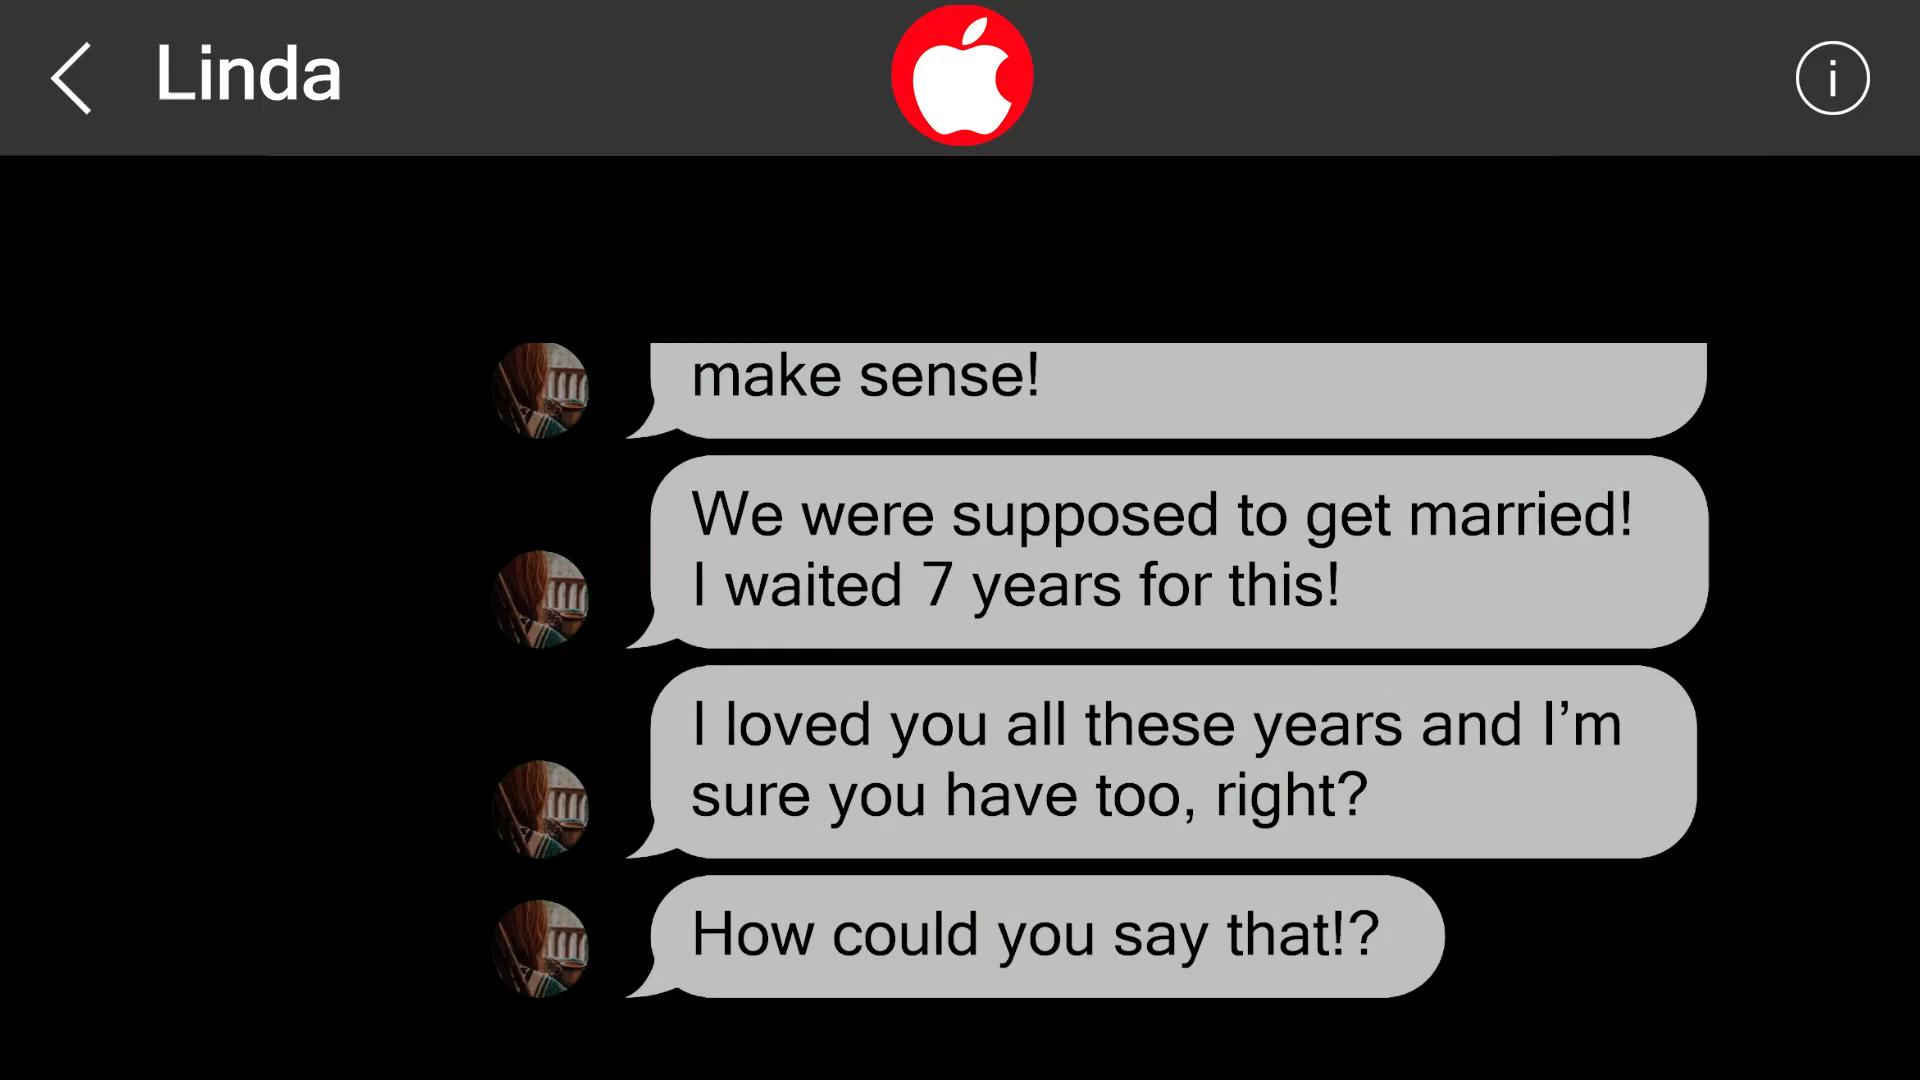 Linda
make sense!
We were supposed to get married!
I waited 7 years for this!
I loved you all these years and I’m
sure you have too, right?
How could you say that!?